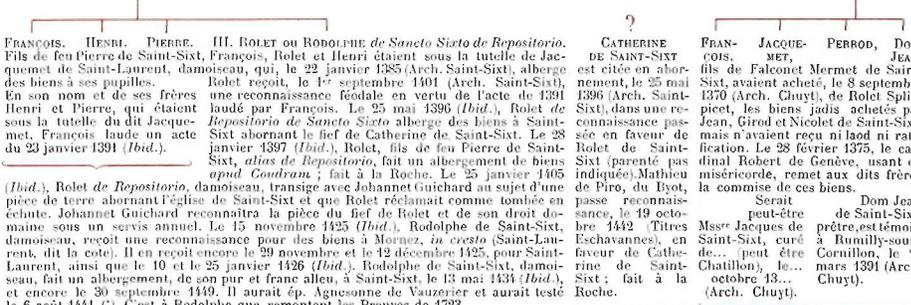 FRANÇOIS. HENRI. PIERRE.
Fils de feu Pierre de Saint-Sixt,
III. ROLET ou RODOLPHE de Sancto Sixto de Repositorio.
François, Rolet et Henri étaient sous la tutelle de Jac-
quemet de Saint-Laurent, damoiseau, qui, le 22 janvier 1385 (Arch. Saint-Sixt), alberge
des biens à ses pupilles.
En son nom et de ses frères
Henri et Pierre, qui étaient
sous la tutelle du dit Jacque-
met, François laude un acte
du 23 janvier 1391 (Ibid.).
Rolet reçoit, le 1er septembre 1401 (Arch. Saint-Sixt),
une reconnaissance féodale en vertu de l'acte de 1391
laudé par François. Le 25 mai 1396 (Ibid.), Rolet de
Repositorio de Sancto Sixto alberge des biens à Saint-
Sixt abornant le fief de Catherine de Saint-Sixt. Le 28
janvier 1397 (Ibid.), Rolet, fils de feu Pierre de Saint-
Sixt, alias de Repositorio, fait un albergement de biens
apud Coudram ; fait à la Roche. Le 25 janvier 1405
(Ibid.), Rolet de Repositorio, damoiseau, transige avec Johannet Guichard au sujet d'une
pièce de terre abornant l'église de Saint-Sixt et que Rolet réclamait comme tombée en
échute. Johannet Guichard reconnaîtra la pièce du fief de Rolet et de son droit do-
maine sous un servis annuel. Le 15 novembre 1425 (Ibid.), Rodolphe de Saint-Sixt,
damoiseau, reçoit une reconnaissance pour des biens à Mornez, in cresto (Saint-Lau-
rent, dit la cote). Il en reçoit encore le 29 novembre et le 12 décembre 1425, pour Saint-
Laurent, ainsi que le 10 et le 25 janvier 1426 (Ibid.). Rodolphe de Saint-Sixt, damoi-
seau, fait un albergement, de son pur et franc alleu, à Saint-Sixt, le 13 mai 1434 (Ibid.),
et encore le 30 septembre 1449. Il aurait ép. Agnesonne de Vauzerier et aurait testé
?
CATHERINE
DE SAINT-SIXT
est citée en abor-
nement, le 25 mai
1396 (Arch. Saint-
Sixt), dans une re-
connaissance pas-
sée en faveur de
Rolet de Saint-
Sixt (parenté pas
indiquée). Mathieu
de Piro, du Byot,
passe reconnais-
sance, le 19 octo-
bre 1442 (Titres
Eschavannes), en
faveur de Cathe-
rine de Saint-
Sixt ; fait à la
Roche.
FRAN- JACQUE- PERROD, Do
ÇOIS, MET, JEA
fils de Falconet Mermet de Sain
Sixt, avaient acheté, le 8 septemb
1370 (Arch. Chuyt), de Rolet Spli
picet, des biens jadis achetés p
Jean, Girod et Nicolet de Saint-Six
mais n'avaient reçu ni laod ni rat
fication. Le 28 février 1375, le ca
dinal Robert de Genève, usant
miséricorde, remet aux dits frère
la commise de ces biens.
Serait
peut-être
Mssre Jacques de
Saint-Sixt, curé
de... (peut être
Chatillon), le...
octobre 13...
(Arch. Chuyt).
Dom Jea
de Saint-Six
prêtre, est témoi
à Rumilly-sous
Cornillon, le
mars 1391 (Arc
Chuyt).